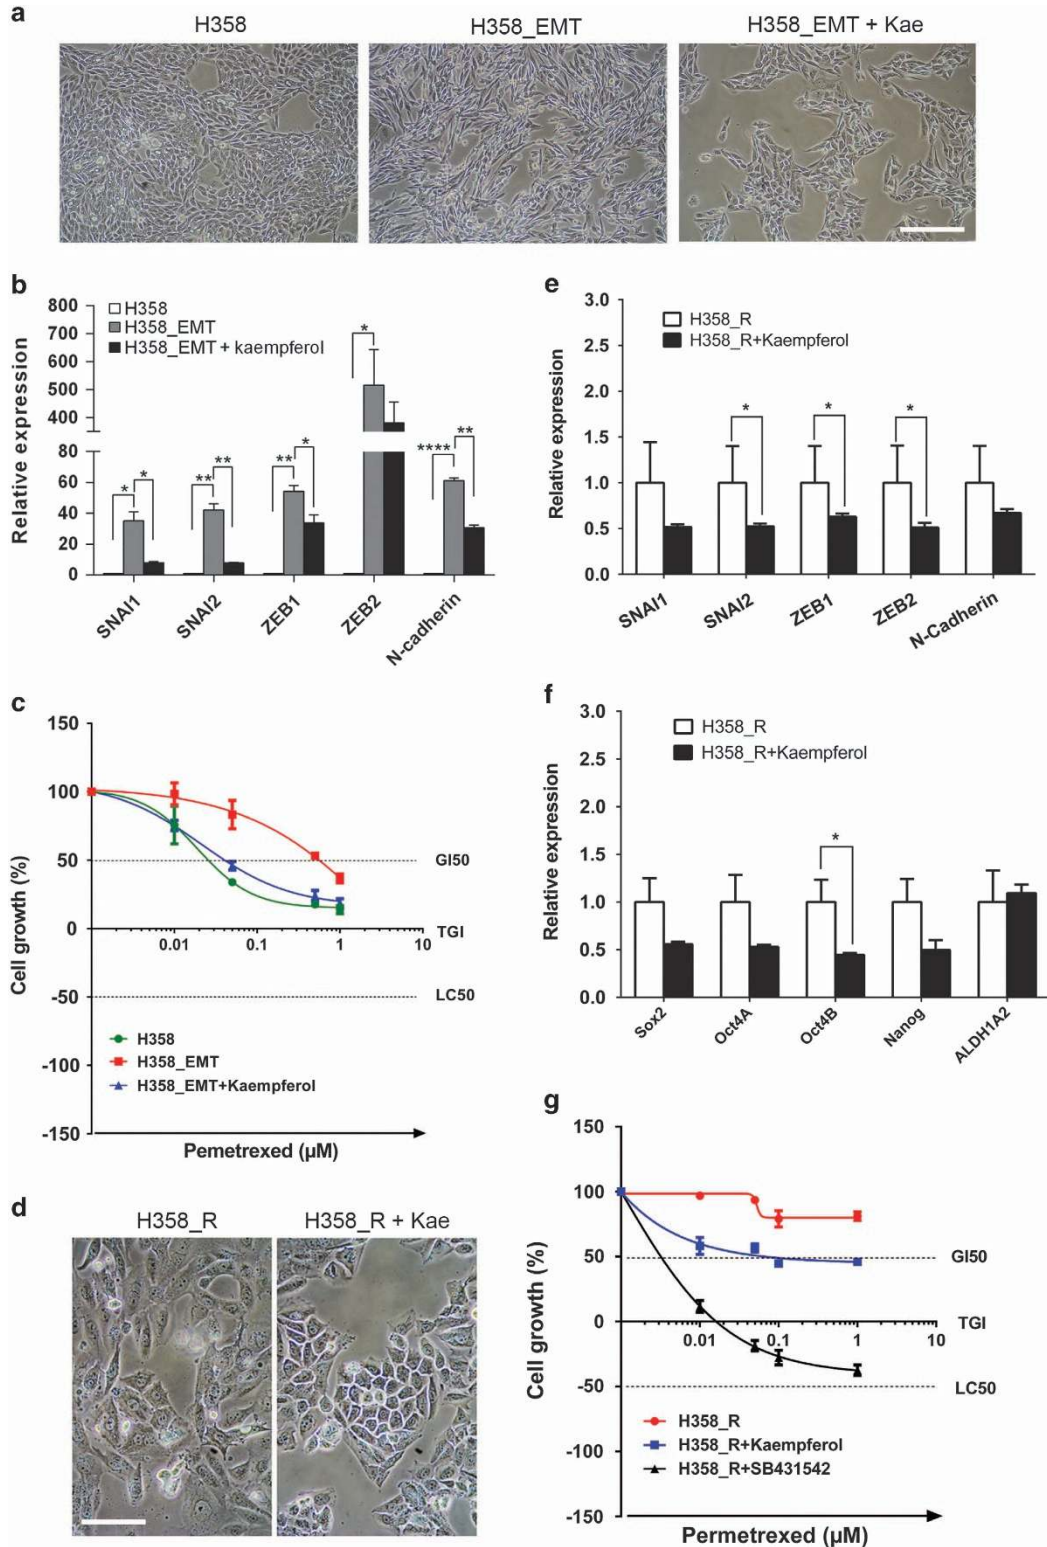 a
H358
H358_EMT
H358_EMT + Kae
b
800
700
600
500
400
60
40
20
0
Relative expression
H358
H358_EMT
H358_EMT + kaempferol
* *
** **
** *
*
**** **
SNAI1
SNAI2
ZEB1
ZEB2
N-cadherin
e
3.0
2.5
2.0
1.5
1.0
0.5
0.0
Relative expression
H358_R
H358_R+Kaempferol
*
*
*
SNAI1
SNAI2
ZEB1
ZEB2
N-Cadherin
c
150
100
50
0
-50
-100
-150
Cell growth (%)
GI50
TGI
LC50
0.01 0.1 1 10
H358
H358_EMT
H358_EMT+Kaempferol
Pemetrexed (µM)
f
3.0
2.5
2.0
1.5
1.0
0.5
0.0
Relative expression
H358_R
H358_R+Kaempferol
*
Sox2
Oct4A
Oct4B
Nanog
ALDH1A2
d
H358_R
H358_R + Kae
g
150
100
50
0
-50
-100
-150
Cell growth (%)
GI50
TGI
LC50
0.01 0.1 1 10
H358_R
H358_R+Kaempferol
H358_R+SB431542
Permetrexed (µM)